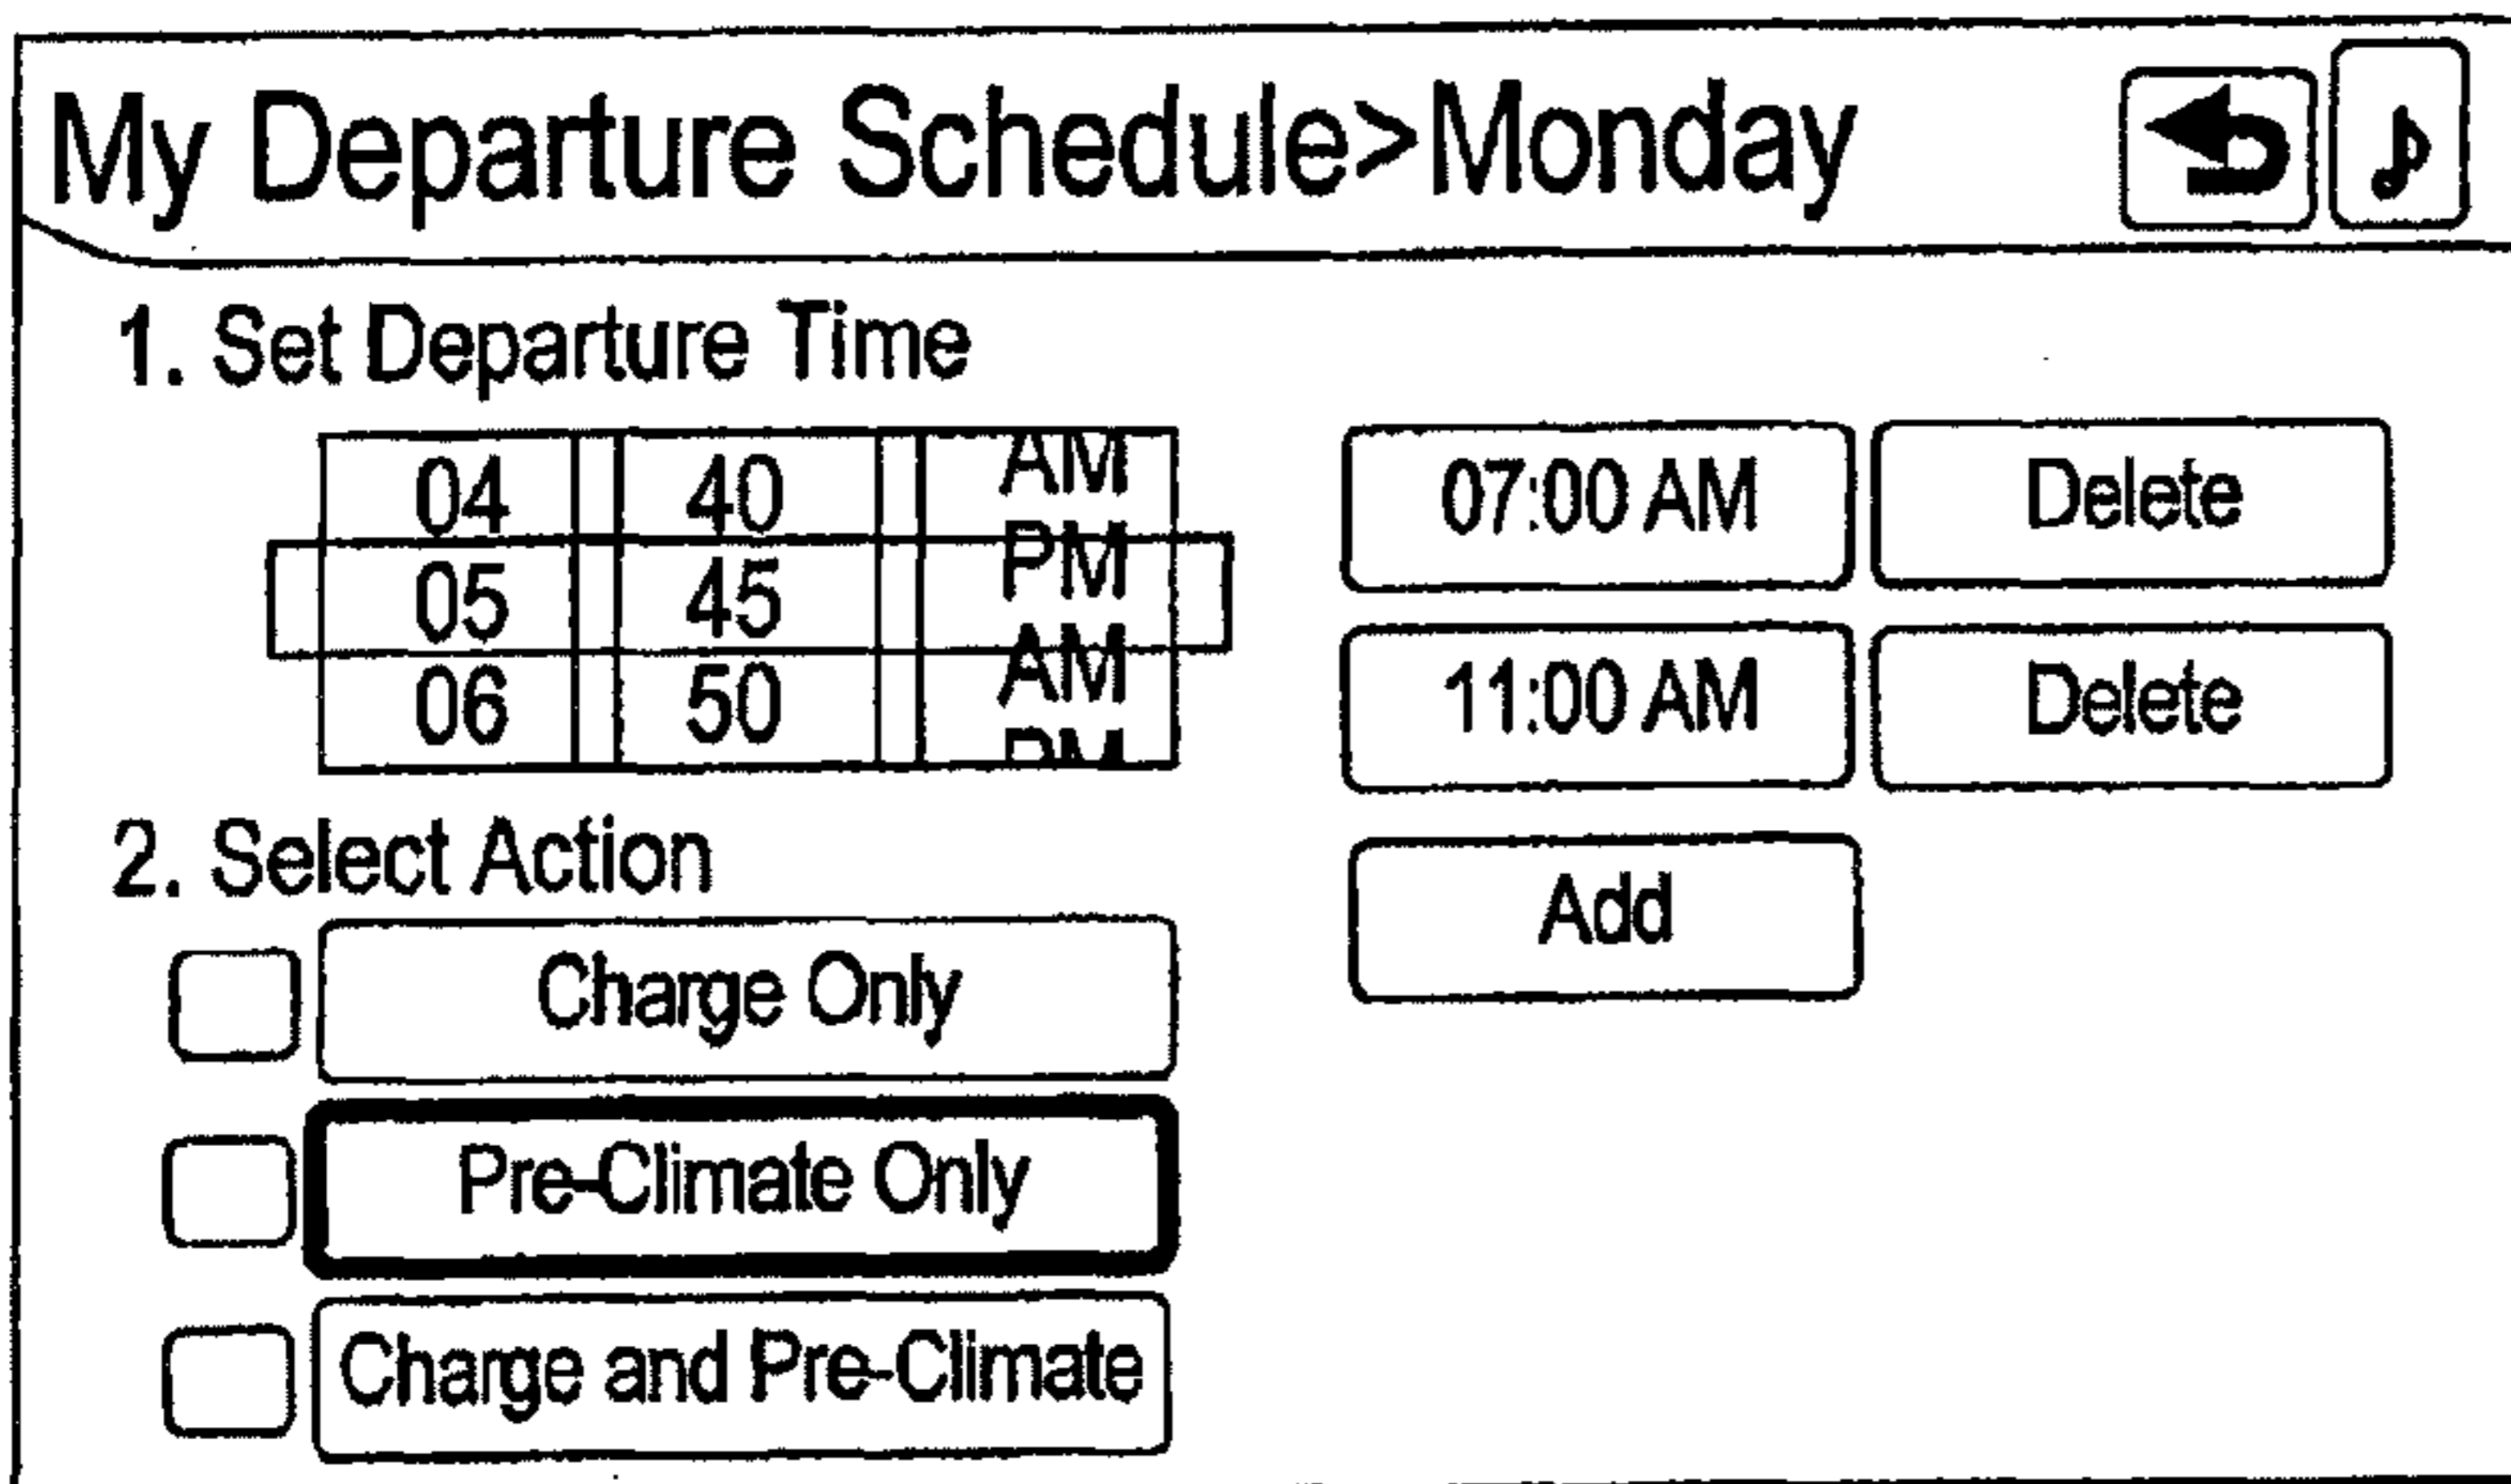 My Departure Schedule>Monday
1. Set Departure Time
04 40 AM
PM
05 45
AM
06 50
PM
07:00 AM Delete
11:00 AM Delete
Add
2. Select Action
Charge Only
Pre-Climate Only
Charge and Pre-Climate